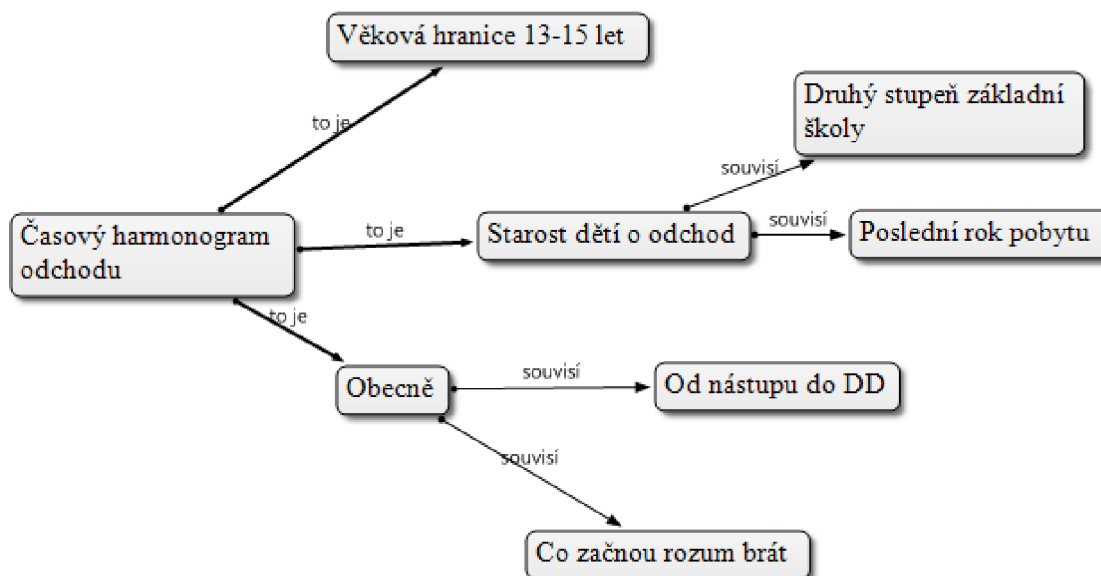 Věková hranice 13-15 let
Druhý stupeň základní
školy
to je
souvisí
Časový harmonogram
odchodu
to je
Starost dětí o odchod
souvisí
Poslední rok pobytu
to je
Obecně
souvisí
Od nástupu do DD
souvisí
Co začnou rozum brát